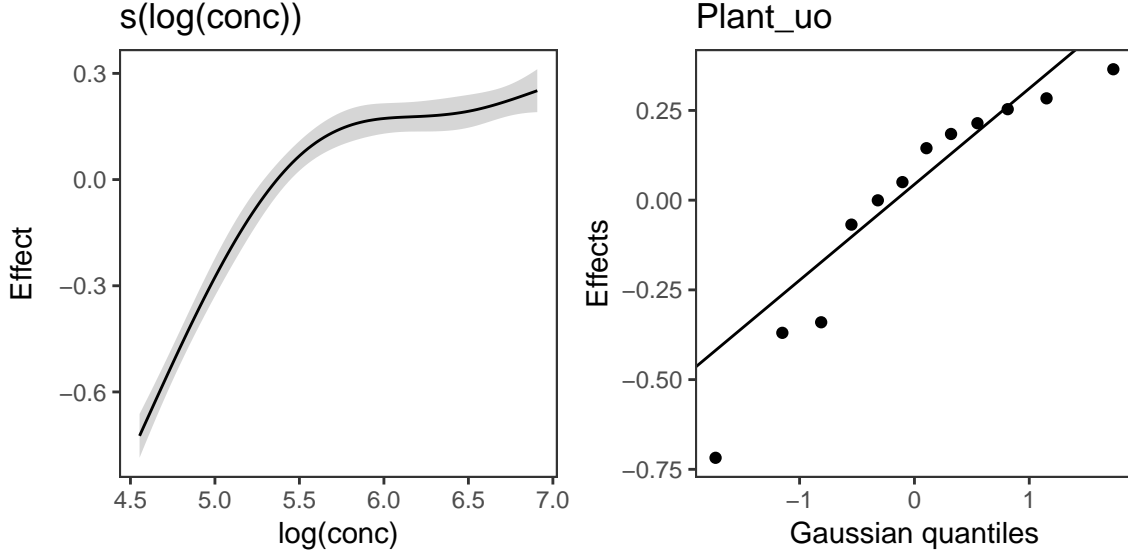 s(log(conc))
Effect
0.3
0.0
−0.3
−0.6
4.5 5.0 5.5 6.0 6.5 7.0
log(conc)
Plant_uo
Effects
0.25
0.00
−0.25
−0.50
−0.75
−1 0 1
Gaussian quantiles